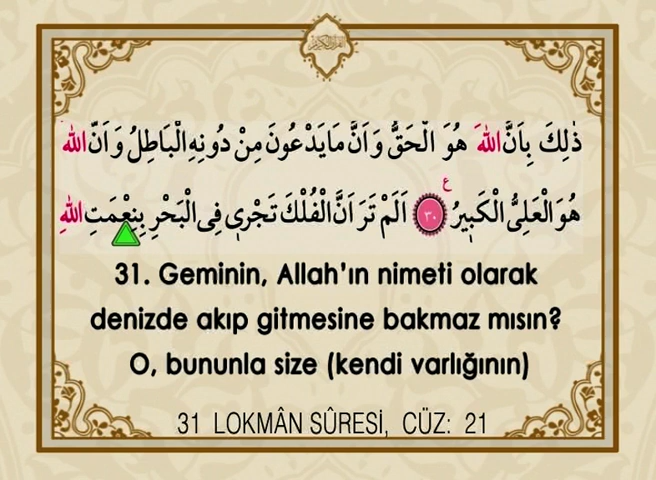 ذٰلِكَ بِاَنَّ اللّٰهَ هُوَ الْحَقُّ وَاَنَّ مَا يَدْعُونَ مِنْ دُونِهِ الْبَاطِلُ وَاَنَّ اللّٰهَ
هُوَ الْعَلِىُّ الْكَبٖيرُ ع ٣٠ اَلَمْ تَرَ اَنَّ الْفُلْكَ تَجْرٖى فِى الْبَحْرِ بِنِعْمَتِ اللّٰهِ
31. Geminin, Allah'ın nimeti olarak
denizde akıp gitmesine bakmaz mısın?
O, bununla size (kendi varlığının)
31 LOKMÂN SÛRESİ, CÜZ: 21